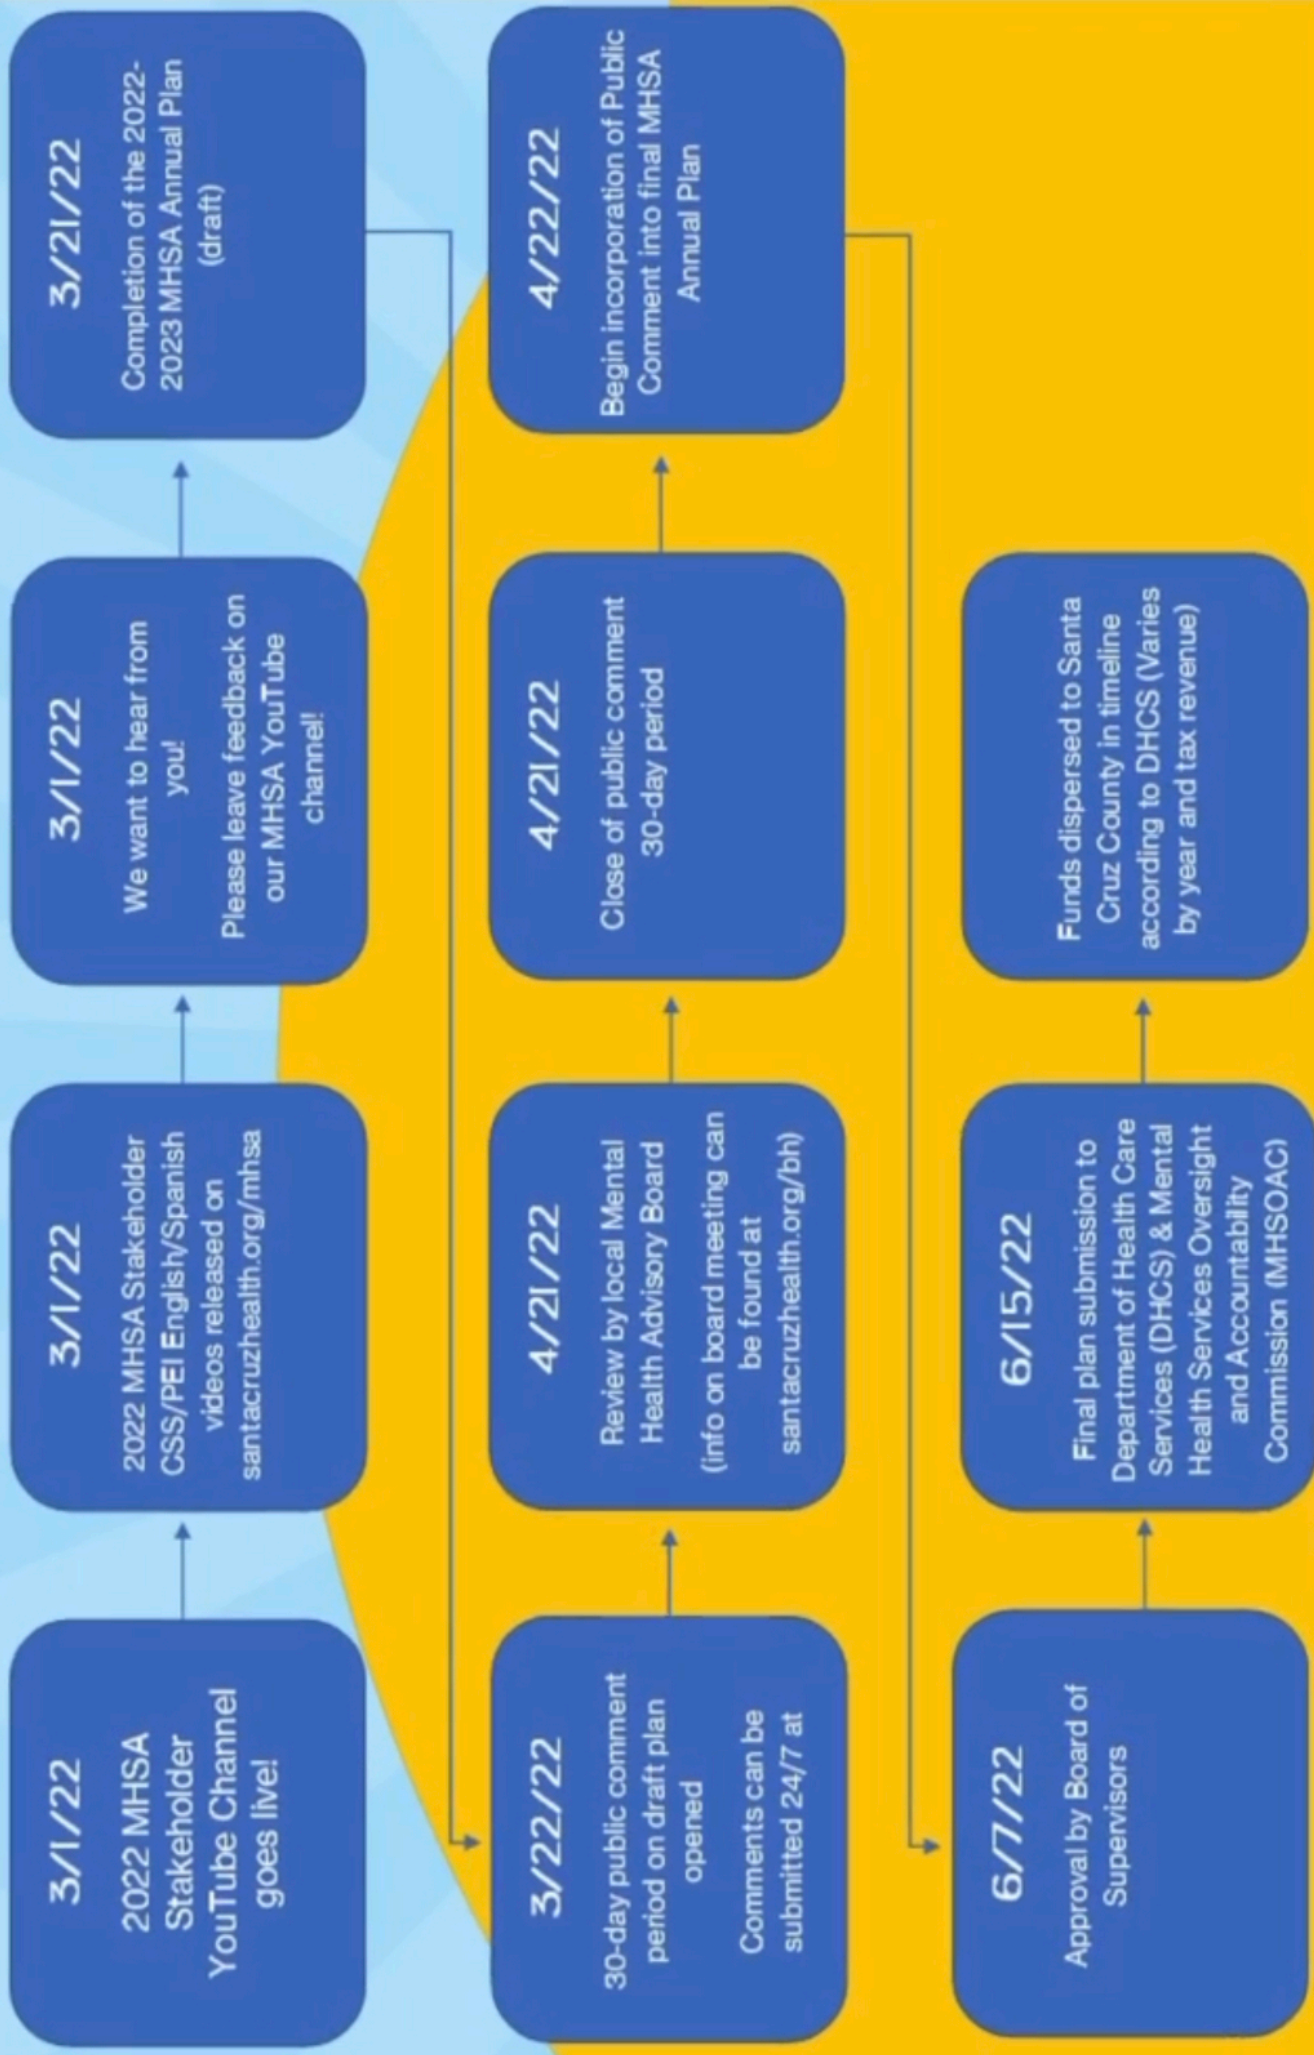 3/1/22
2022 MHSA
Stakeholder
YouTube Channel
goes live!
3/1/22
2022 MHSA Stakeholder
CSS/PEI English/Spanish
videos released on
santacruzhealth.org/mhsa
3/1/22
We want to hear from
you!
Please leave feedback on
our MHSA YouTube
channel!
3/21/22
Completion of the 2022-
2023 MHSA Annual Plan
(draft)
3/22/22
30-day public comment
period on draft plan
opened
Comments can be
submitted 24/7 at
4/21/22
Review by local Mental
Health Advisory Board
(info on board meeting can
be found at
santacruzhealth.org/bh)
4/21/22
Close of public comment
30-day period
4/22/22
Begin incorporation of Public
Comment into final MHSA
Annual Plan
6/7/22
Approval by Board of
Supervisors
6/15/22
Final plan submission to
Department of Health Care
Services (DHCS) & Mental
Health Services Oversight
and Accountability
Commission (MHSOAC)
Funds dispersed to Santa
Cruz County in timeline
according to DHCS (Varies
by year and tax revenue)